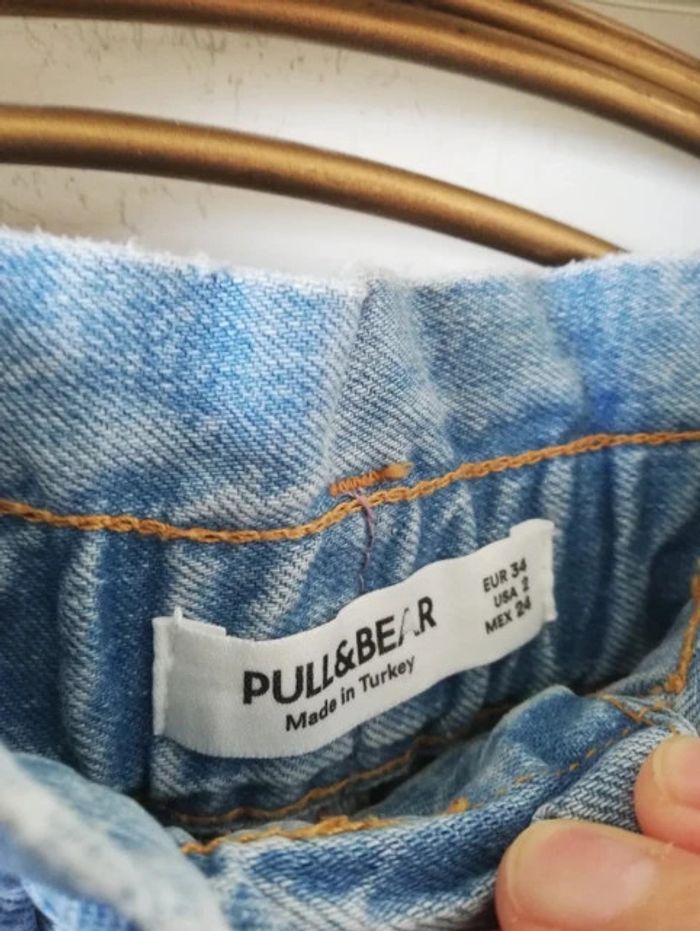 PULL&BEAR
Made in Turkey
EUR 34
USA 2
MEX 24